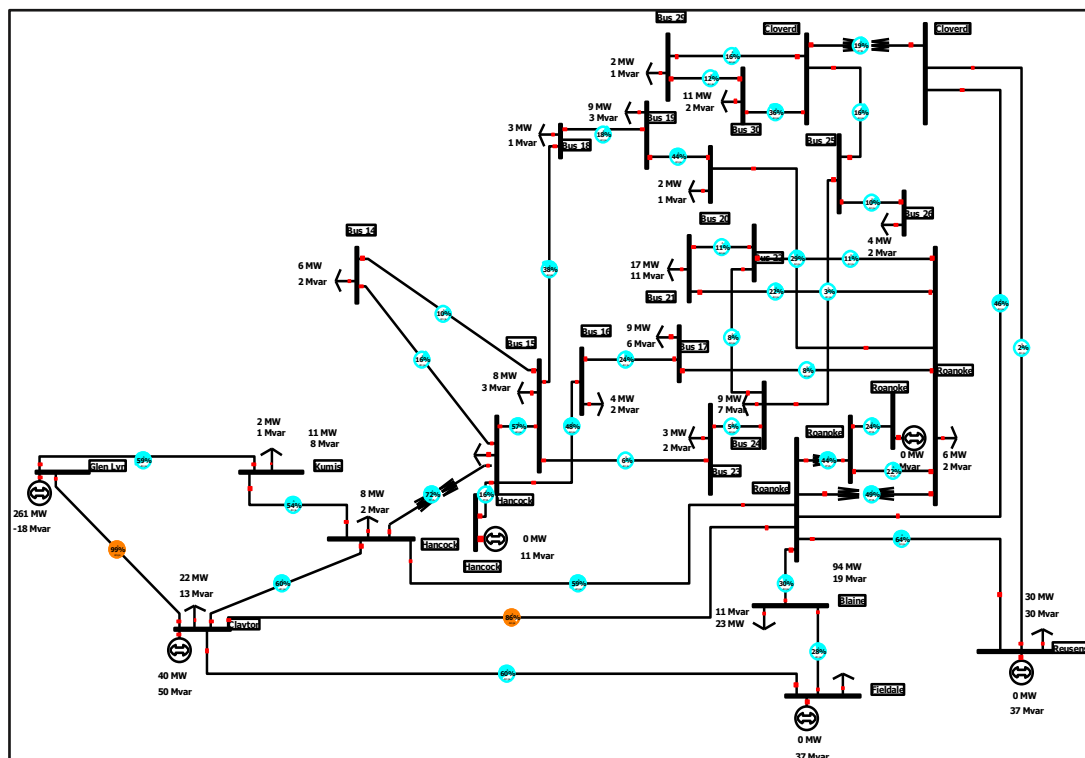 Bus 29
Cloverdl
Cloverdl
19%
16%
2 MW
1 Mvar
12%
11 MW
2 Mvar
36%
16%
Bus 30
9 MW
3 Mvar
Bus 19
3 MW
1 Mvar
18%
Bus 18
44%
Bus 25
2 MW
1 Mvar
10%
Bus 26
4 MW
2 Mvar
Bus 20
Bus 14
11%
29%
11%
6 MW
2 Mvar
17 MW
11 Mvar
38%
22%
3%
46%
Bus 21
10%
Bus 15
Bus 16
9 MW
6 Mvar
Bus 17
8%
2%
16%
24%
8%
Roanoke
8 MW
3 Mvar
4 MW
2 Mvar
9 MW
7 Mvar
Roanoke
2 MW
1 Mvar
11 MW
8 Mvar
57%
48%
3 MW
2 Mvar
5%
Bus 24
Roanoke
24%
0 MW
6 MW
2 Mvar
Glen Lyn
59%
Kumis
6%
Bus 23
44%
22%
261 MW
-18 Mvar
54%
8 MW
2 Mvar
72%
16%
Hancock
Roanoke
49%
99%
Hancock
Hancock
0 MW
11 Mvar
64%
60%
59%
30%
94 MW
19 Mvar
22 MW
13 Mvar
Blaine
30 MW
30 Mvar
Clayton
86%
11 Mvar
23 MW
Reusens
28%
40 MW
50 Mvar
60%
Fieldale
0 MW
37 Mvar
0 MW
37 Mvar